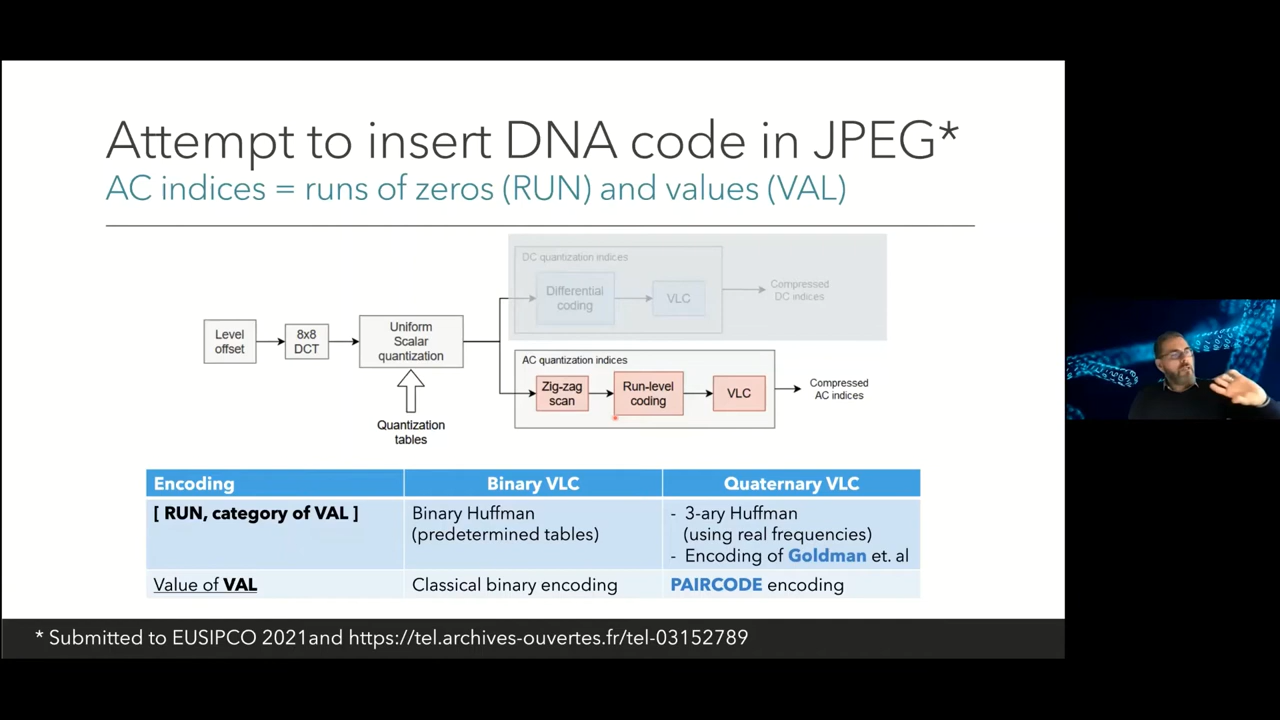 Attempt to insert DNA code in JPEG*
AC indices = runs of zeros (RUN) and values (VAL)
DC quantization indices
Differential
coding
VLC
Compressed
DC indices
Level
offset
8x8
DCT
Uniform
Scalar
quantization
Quantization
tables
AC quantization indices
Zig-zag
scan
Run-level
coding
VLC
Compressed
AC indices
Encoding
Binary VLC
Quaternary VLC
[ RUN, category of VAL ]
Binary Huffman
(predetermined tables)
- 3-ary Huffman
(using real frequencies)
- Encoding of Goldman et. al
Value of VAL
Classical binary encoding
PAIRCODE encoding
* Submitted to EUSIPCO 2021and https://tel.archives-ouvertes.fr/tel-03152789